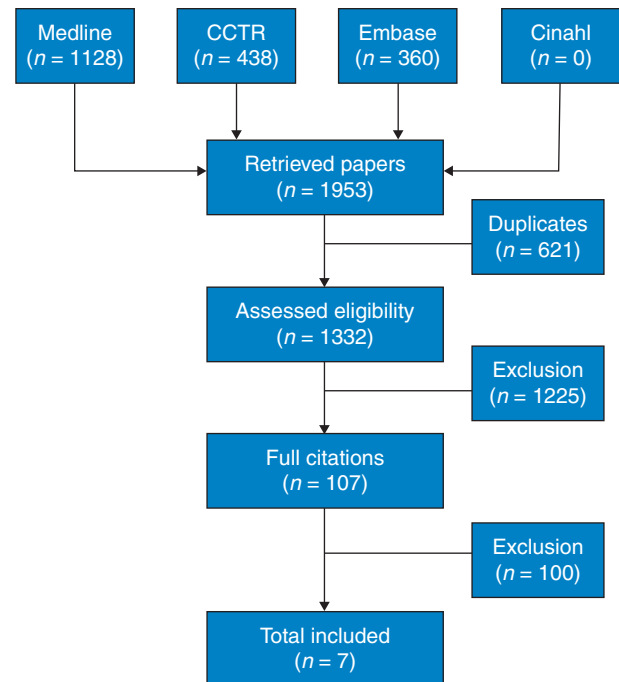 Medline
(n = 1128)
CCTR
(n = 438)
Embase
(n = 360)
Cinahl
(n = 0)
Retrieved papers
(n = 1953)
Duplicates
(n = 621)
Assessed eligibility
(n = 1332)
Exclusion
(n = 1225)
Full citations
(n = 107)
Exclusion
(n = 100)
Total included
(n = 7)